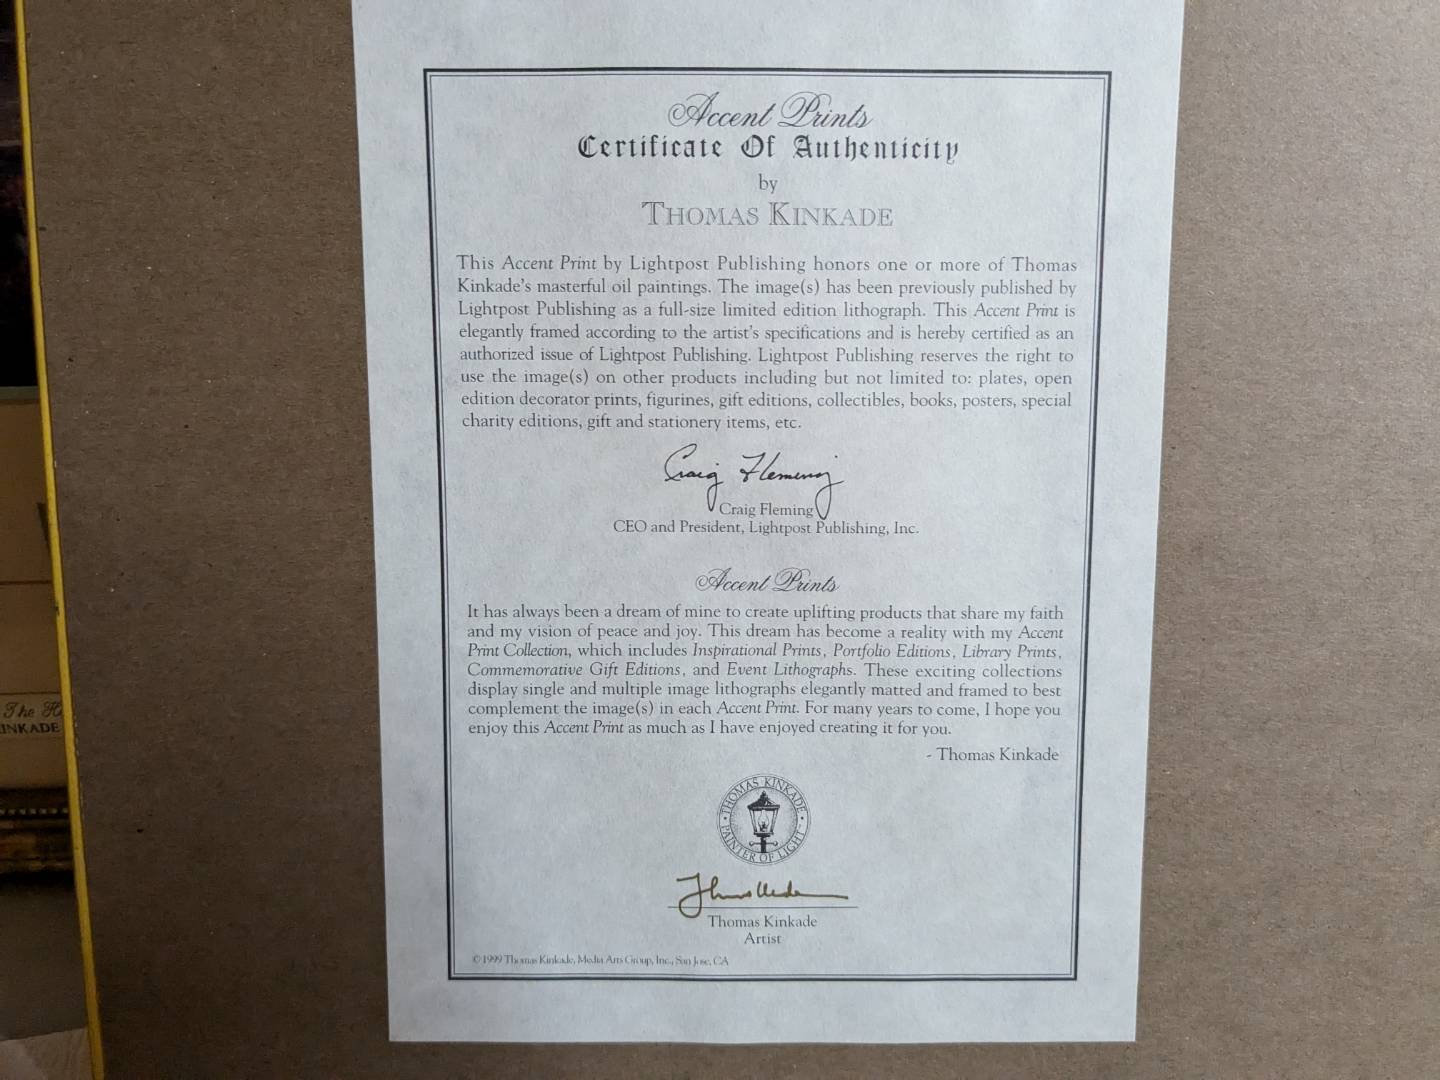 Accent Prints
Certificate Of Authenticity
by
THOMAS KINKADE
This Accent Print by Lightpost Publishing honors one or more of Thomas
Kinkade's masterful oil paintings. The image(s) has been previously published by
Lightpost Publishing as a full-size limited edition lithograph. This Accent Print is
elegantly framed according to the artist's specifications and is hereby certified as an
authorized issue of Lightpost Publishing. Lightpost Publishing reserves the right to
use the image(s) on other products including but not limited to: plates, open
edition decorator prints, figurines, gift editions, collectibles, books, posters, special
charity editions, gift and stationery items, etc.
Craig Fleming
Craig Fleming
CEO and President, Lightpost Publishing, Inc.
Accent Prints
It has always been a dream of mine to create uplifting products that share my faith
and my vision of peace and joy. This dream has become a reality with my Accent
Print Collection, which includes Inspirational Prints, Portfolio Editions, Library Prints,
Commemorative Gift Editions, and Event Lithographs. These exciting collections
display single and multiple image lithographs elegantly matted and framed to best
complement the image(s) in each Accent Print. For many years to come, I hope you
enjoy this Accent Print as much as I have enjoyed creating it for you.
- Thomas Kinkade
THOMAS KINKADE
PAINTER OF LIGHT
Thomas Kinkade
Artist
©1999 Thomas Kinkade, Media Arts Group, Inc., San Jose, CA
The
INKADE